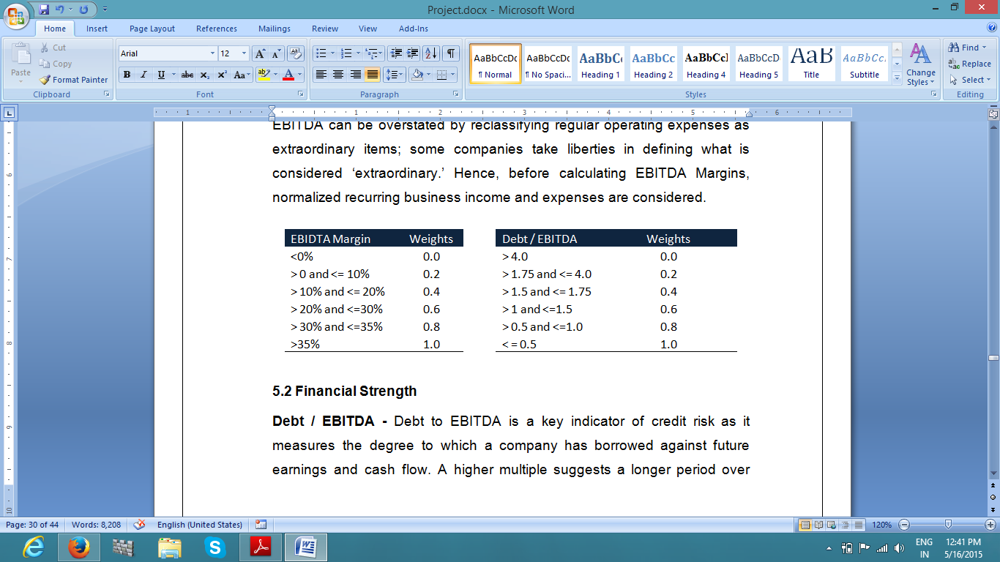 Project.docx - Microsoft Word
Home Insert Page Layout References Mailings Review View Add-Ins
Paste
Cut
Copy
Format Painter
Clipboard
Arial 12
Font
Paragraph
AaBbCcDc AaBbCcDc AaBbC AaBbCc AaBbCcI AaBbCcD AaB AaBbCc.
¶ Normal ¶ No Spaci... Heading 1 Heading 2 Heading 4 Heading 5 Title Subtitle
Change Styles
Styles
Find
Replace
Select
Editing
EBITDA can be overstated by reclassifying regular operating expenses as
extraordinary items; some companies take liberties in defining what is
considered ‘extraordinary.’ Hence, before calculating EBITDA Margins,
normalized recurring business income and expenses are considered.
EBIDTA Margin Weights
<0% 0.0
> 0 and <= 10% 0.2
> 10% and <= 20% 0.4
> 20% and <=30% 0.6
> 30% and <=35% 0.8
>35% 1.0
Debt / EBITDA Weights
> 4.0 0.0
> 1.75 and <= 4.0 0.2
> 1.5 and <= 1.75 0.4
> 1 and <=1.5 0.6
> 0.5 and <=1.0 0.8
< = 0.5 1.0
5.2 Financial Strength
Debt / EBITDA - Debt to EBITDA is a key indicator of credit risk as it
measures the degree to which a company has borrowed against future
earnings and cash flow. A higher multiple suggests a longer period over
Page: 30 of 44 Words: 8,208 English (United States) 120%
ENG 12:41 PM
IN 5/16/2015